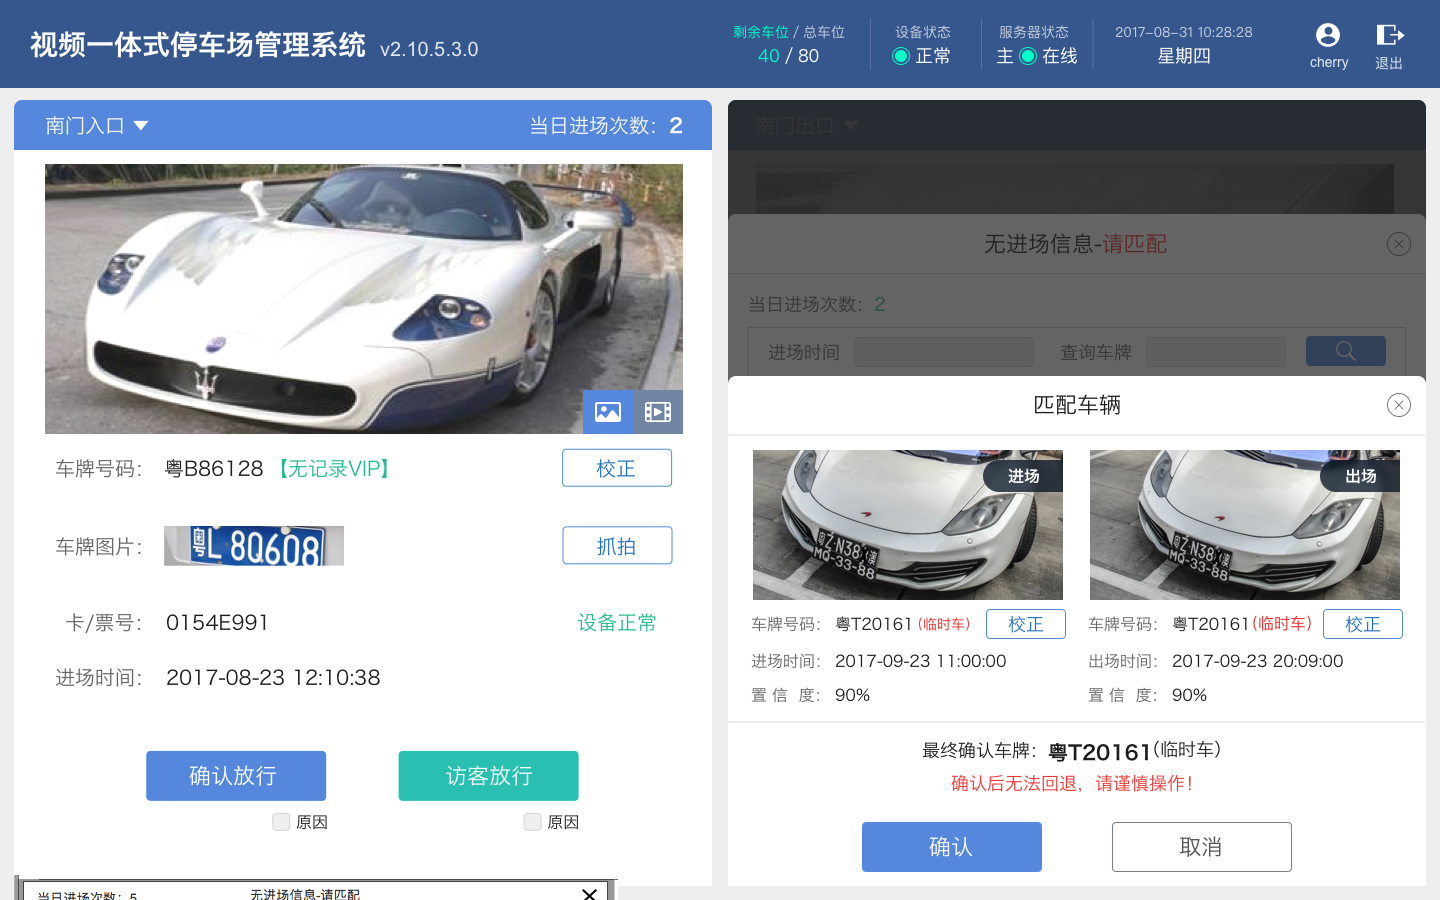 视频一体式停车场管理系统 v2.10.5.3.0
剩余车位 / 总车位
40 / 80
设备状态
正常
服务器状态
主 在线
2017-08-31 10:28:28
星期四
cherry
退出
南门入口
当日进场次数：2
车牌号码： 粤B86128 【无记录VIP】
校正
车牌图片： 粤L 8Q608
抓拍
卡/票号： 0154E991
设备正常
进场时间： 2017-08-23 12:10:38
确认放行
访客放行
原因
原因
当日进场次数：5
无进场信息-请匹配
南门出口
无进场信息-请匹配
当日进场次数：2
进场时间
查询车牌
匹配车辆
进场
粤Z·N38港
MQ·33-88
出场
粤Z·N38港
MQ·33-88
车牌号码： 粤T20161 (临时车)
校正
进场时间： 2017-09-23 11:00:00
置 信 度： 90%
车牌号码： 粤T20161 (临时车)
校正
出场时间： 2017-09-23 20:09:00
置 信 度： 90%
最终确认车牌：粤T20161(临时车)
确认后无法回退，请谨慎操作！
确认
取消